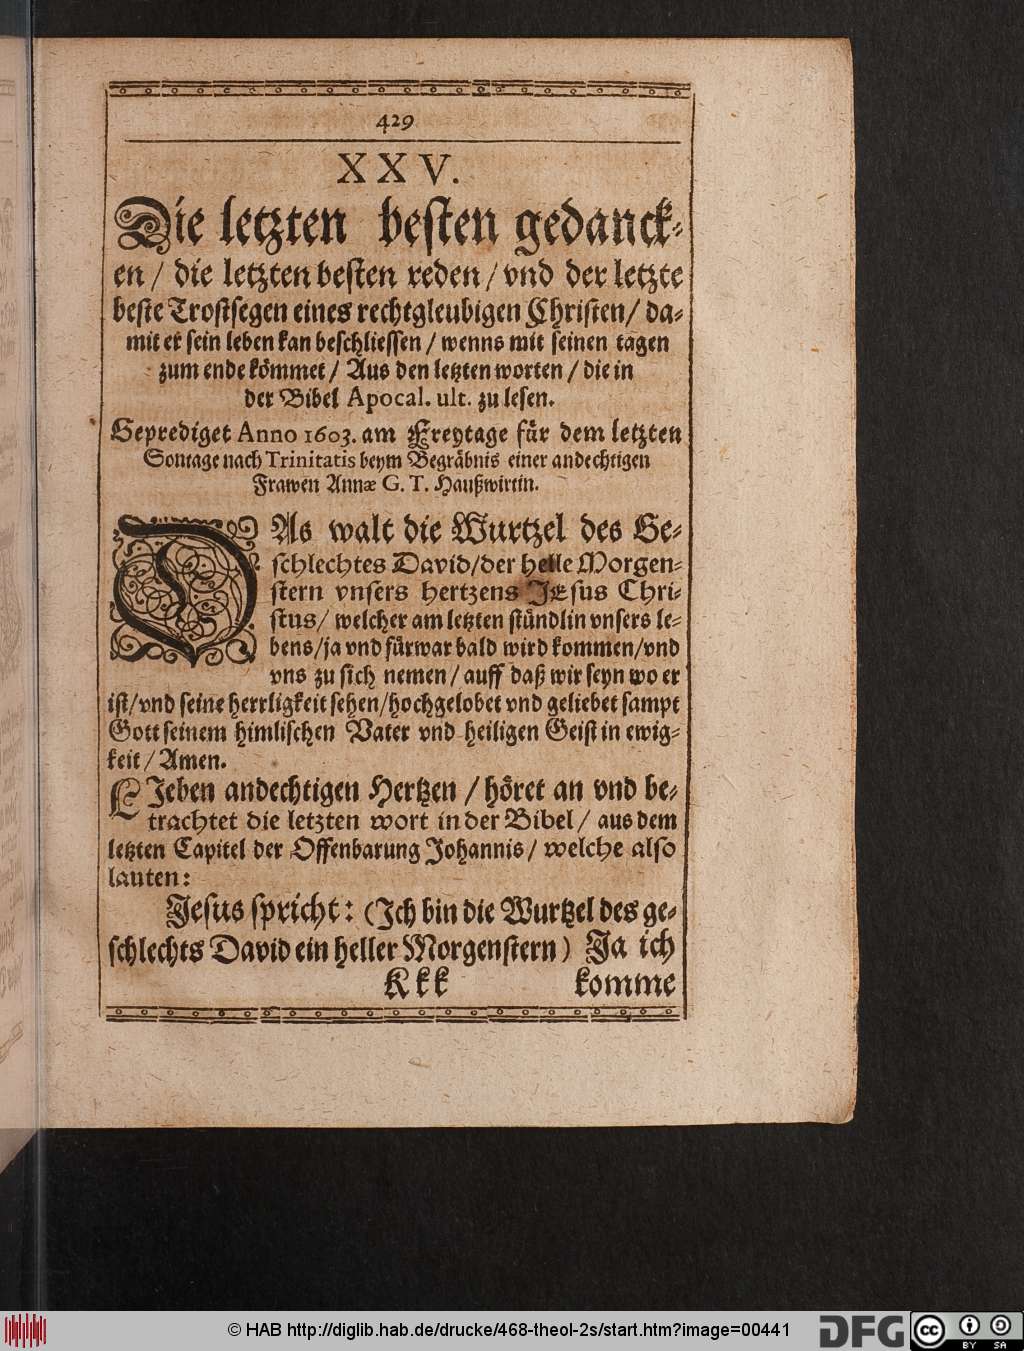 429
XXV.
Die letzten besten gedanck-
en/ die letzten besten reden/ vnd der letzte
beste Trostsegen eines rechtgleubigen Christen/ da-
mit er sein leben kan beschliessen/ wenns mit seinen tagen
zum ende kömmet/ Aus den letzten worten/ die in
der Bibel Apocal. ult. zu lesen.
Geprediget Anno 1603. am Freytage für dem letzten
Sontage nach Trinitatis beym Begräbnis einer andechtigen
Frawen Annæ G. T. Haußwirtin.
DAs walt die Wurtzel des Ge-
schlechtes David/der helle Morgen-
stern vnsers hertzens JEsus Chri-
stus/ welcher am letzten stündlin vnsers le-
bens/ja vnd fürwar bald wird kommen/vnd
vns zu sich nemen/ auff daß wir seyn wo er
ist/vnd seine herrligkeit sehen/hochgelobet vnd geliebet sampt
Gott seinem himlischen Vater vnd heiligen Geist in ewig-
keit/ Amen.
LJeben andechtigen Hertzen/ höret an vnd be-
trachtet die letzten wort in der Bibel/ aus dem
letzten Capitel der Offenbarung Johannis/ welche also
lauten:
Jesus spricht: (Ich bin die Wurtzel des ge-
schlechts David ein heller Morgenstern) Ja ich
Kkk komme
© HAB http://diglib.hab.de/drucke/468-theol-2s/start.htm?image=00441
DFG
cc BY SA